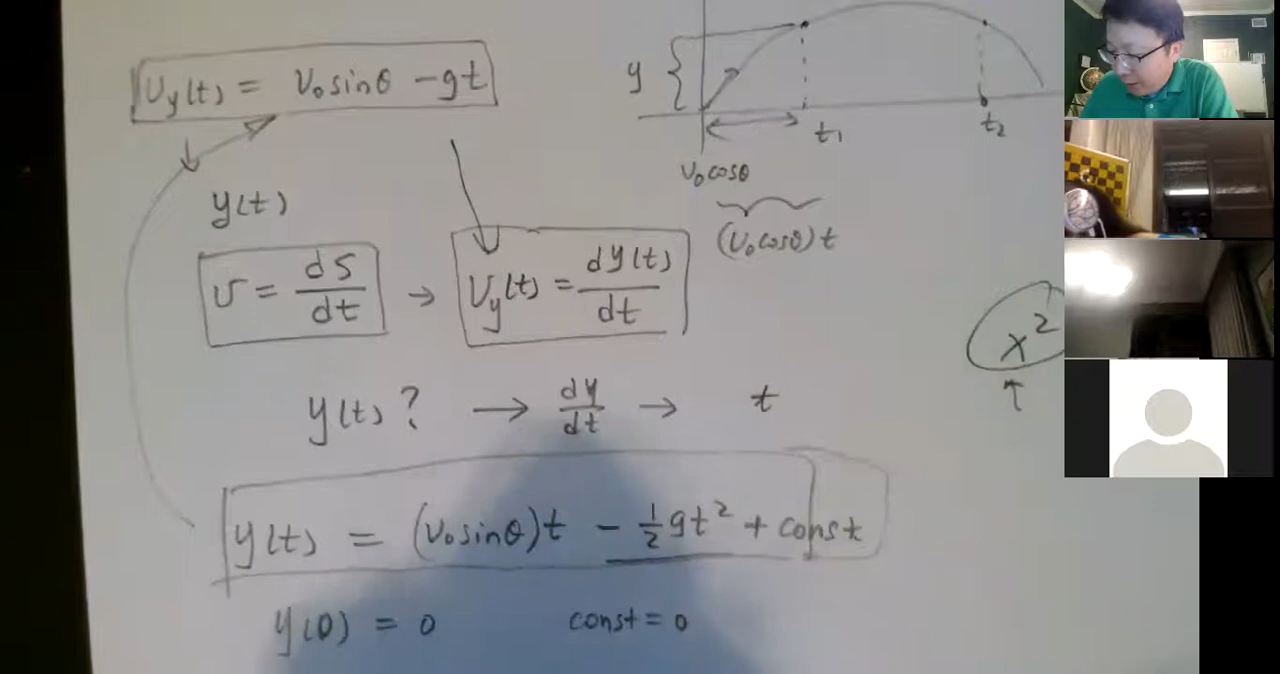 Vy(t) = V₀sinθ - gt
y
t₁
t₂
V₀cosθ
(V₀cosθ)t
y(t)
v = dS/dt → Vy(t) = dy(t)/dt
x²
y(t)? → dy/dt → t
y(t) = (V₀sinθ)t - ½gt² + const
y(0) = 0 const = 0